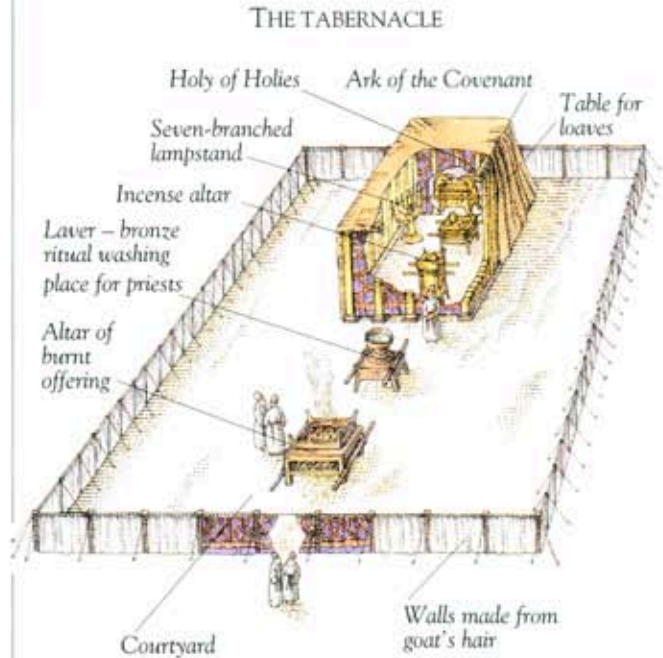 THE TABERNACLE
Holy of Holies
Ark of the Covenant
Table for
loaves
Seven-branched
lampstand
Incense altar
Laver – bronze
ritual washing
place for priests
Altar of
burnt
offering
Courtyard
Walls made from
goat's hair